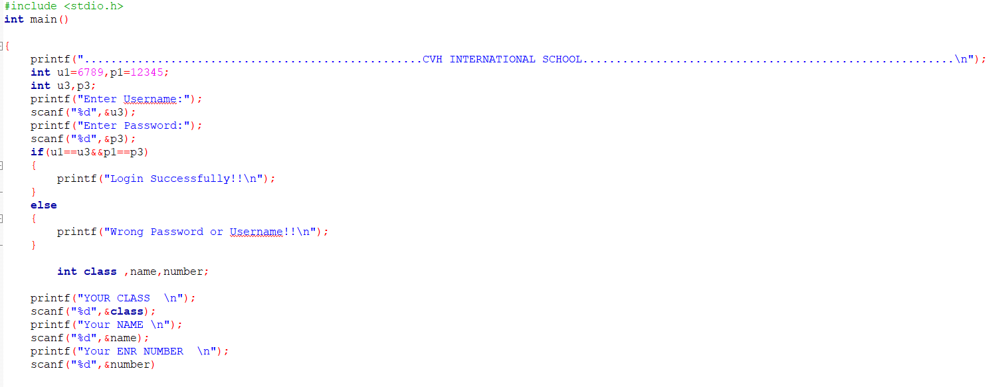 #include <stdio.h>
int main()
{
printf("...................................................CVH INTERNATIONAL SCHOOL........................................................\n");
int u1=6789,p1=12345;
int u3,p3;
printf("Enter Username:");
scanf("%d",&u3);
printf("Enter Password:");
scanf("%d",&p3);
if(u1==u3&&p1==p3)
{
printf("Login Successfully!!\n");
}
else
{
printf("Wrong Password or Username!!\n");
}
int class ,name,number;
printf("YOUR CLASS  \n");
scanf("%d",&class);
printf("Your NAME \n");
scanf("%d",&name);
printf("Your ENR NUMBER  \n");
scanf("%d",&number)